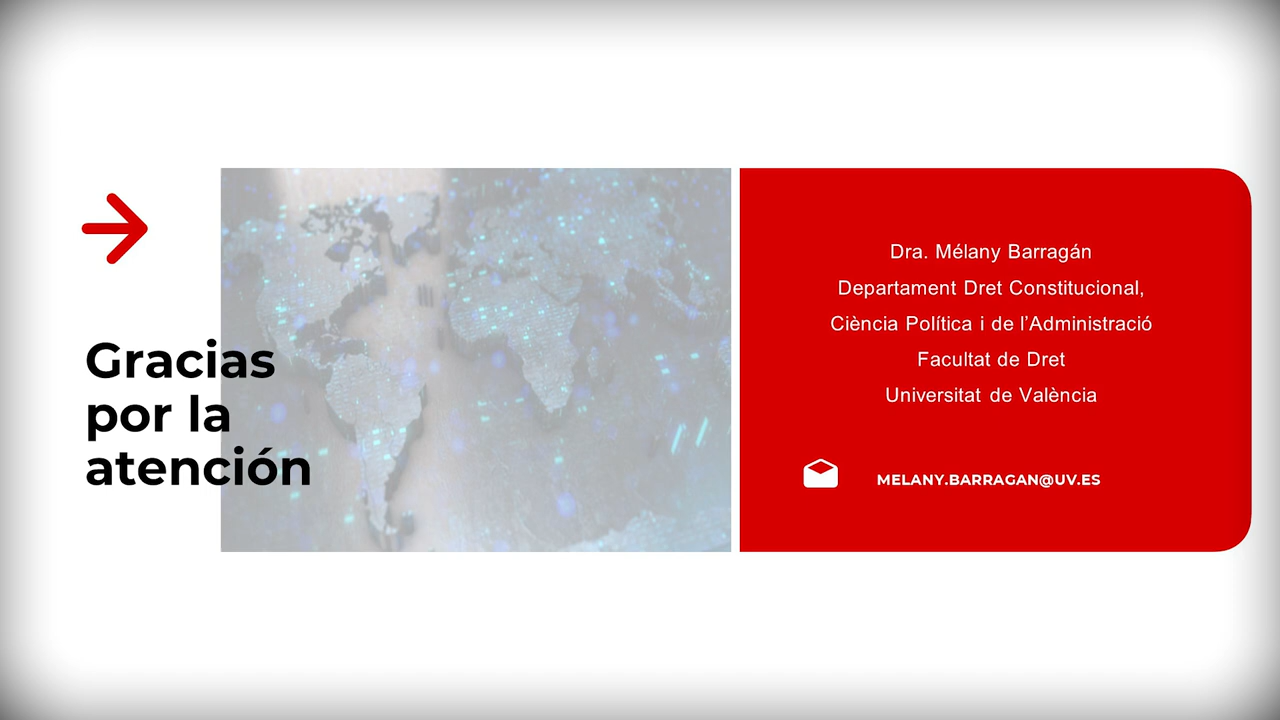 Gracias
por la
atención
Dra. Mélany Barragán
Departament Dret Constitucional,
Ciència Política i de l’Administració
Facultat de Dret
Universitat de València
MELANY.BARRAGAN@UV.ES